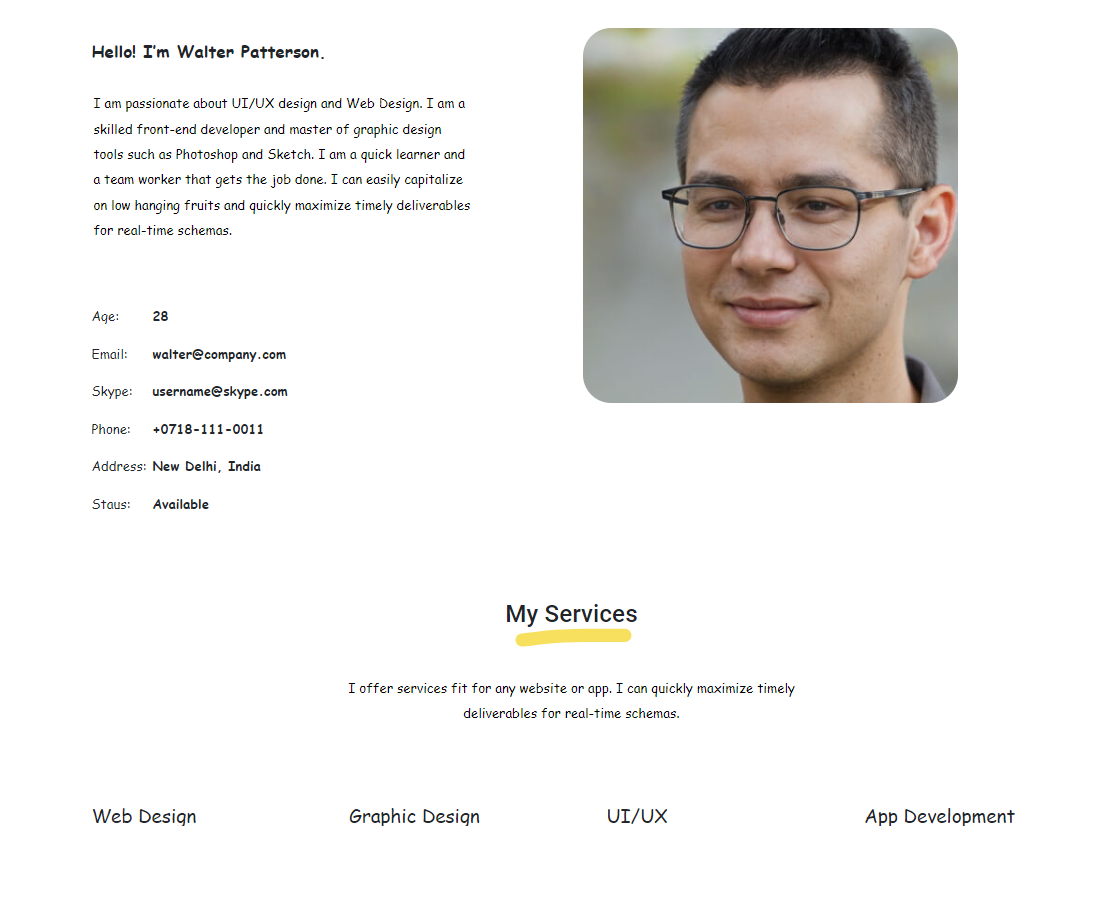 Hello! I'm Walter Patterson.
I am passionate about UI/UX design and Web Design. I am a
skilled front-end developer and master of graphic design
tools such as Photoshop and Sketch. I am a quick learner and
a team worker that gets the job done. I can easily capitalize
on low hanging fruits and quickly maximize timely deliverables
for real-time schemas.
Age: 28
Email: walter@company.com
Skype: username@skype.com
Phone: +0718-111-0011
Address: New Delhi, India
Staus: Available
My Services
I offer services fit for any website or app. I can quickly maximize timely
deliverables for real-time schemas.
Web Design Graphic Design UI/UX App Development